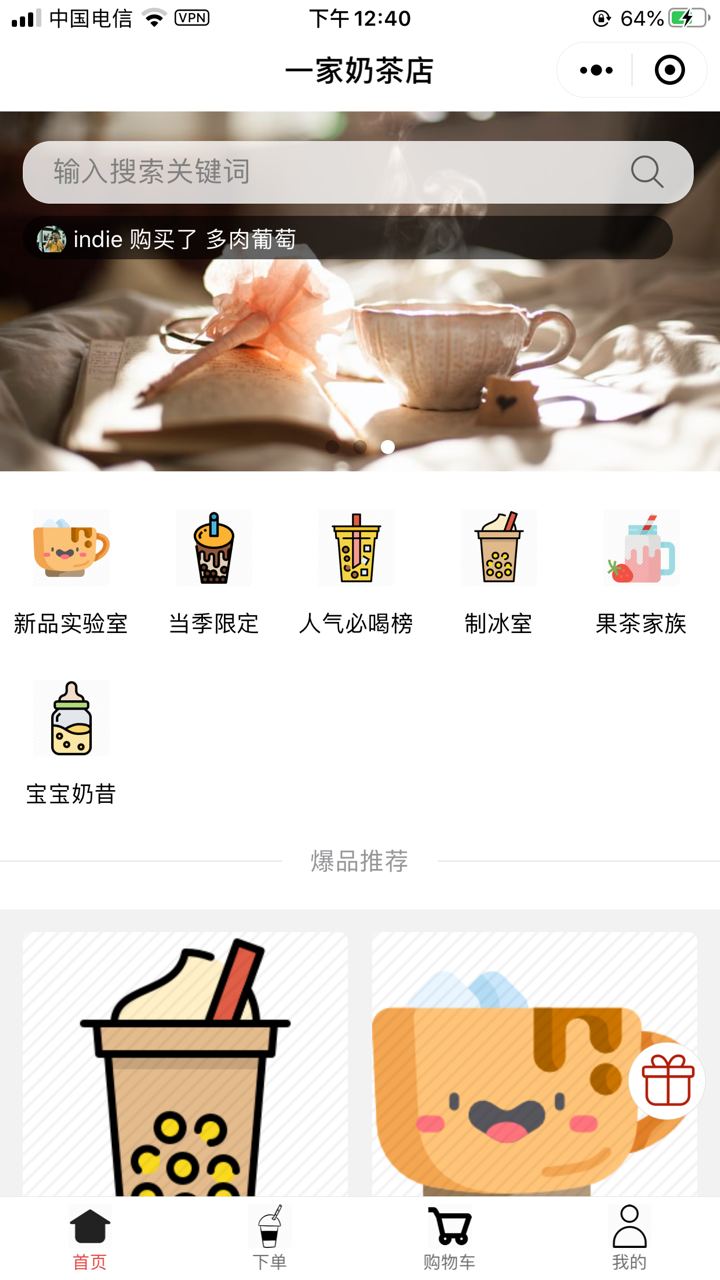 中国电信 VPN 下午12:40 64%
一家奶茶店
输入搜索关键词
indie 购买了 多肉葡萄
新品实验室 当季限定 人气必喝榜 制冰室 果茶家族
宝宝奶昔
爆品推荐
首页 下单 购物车 我的